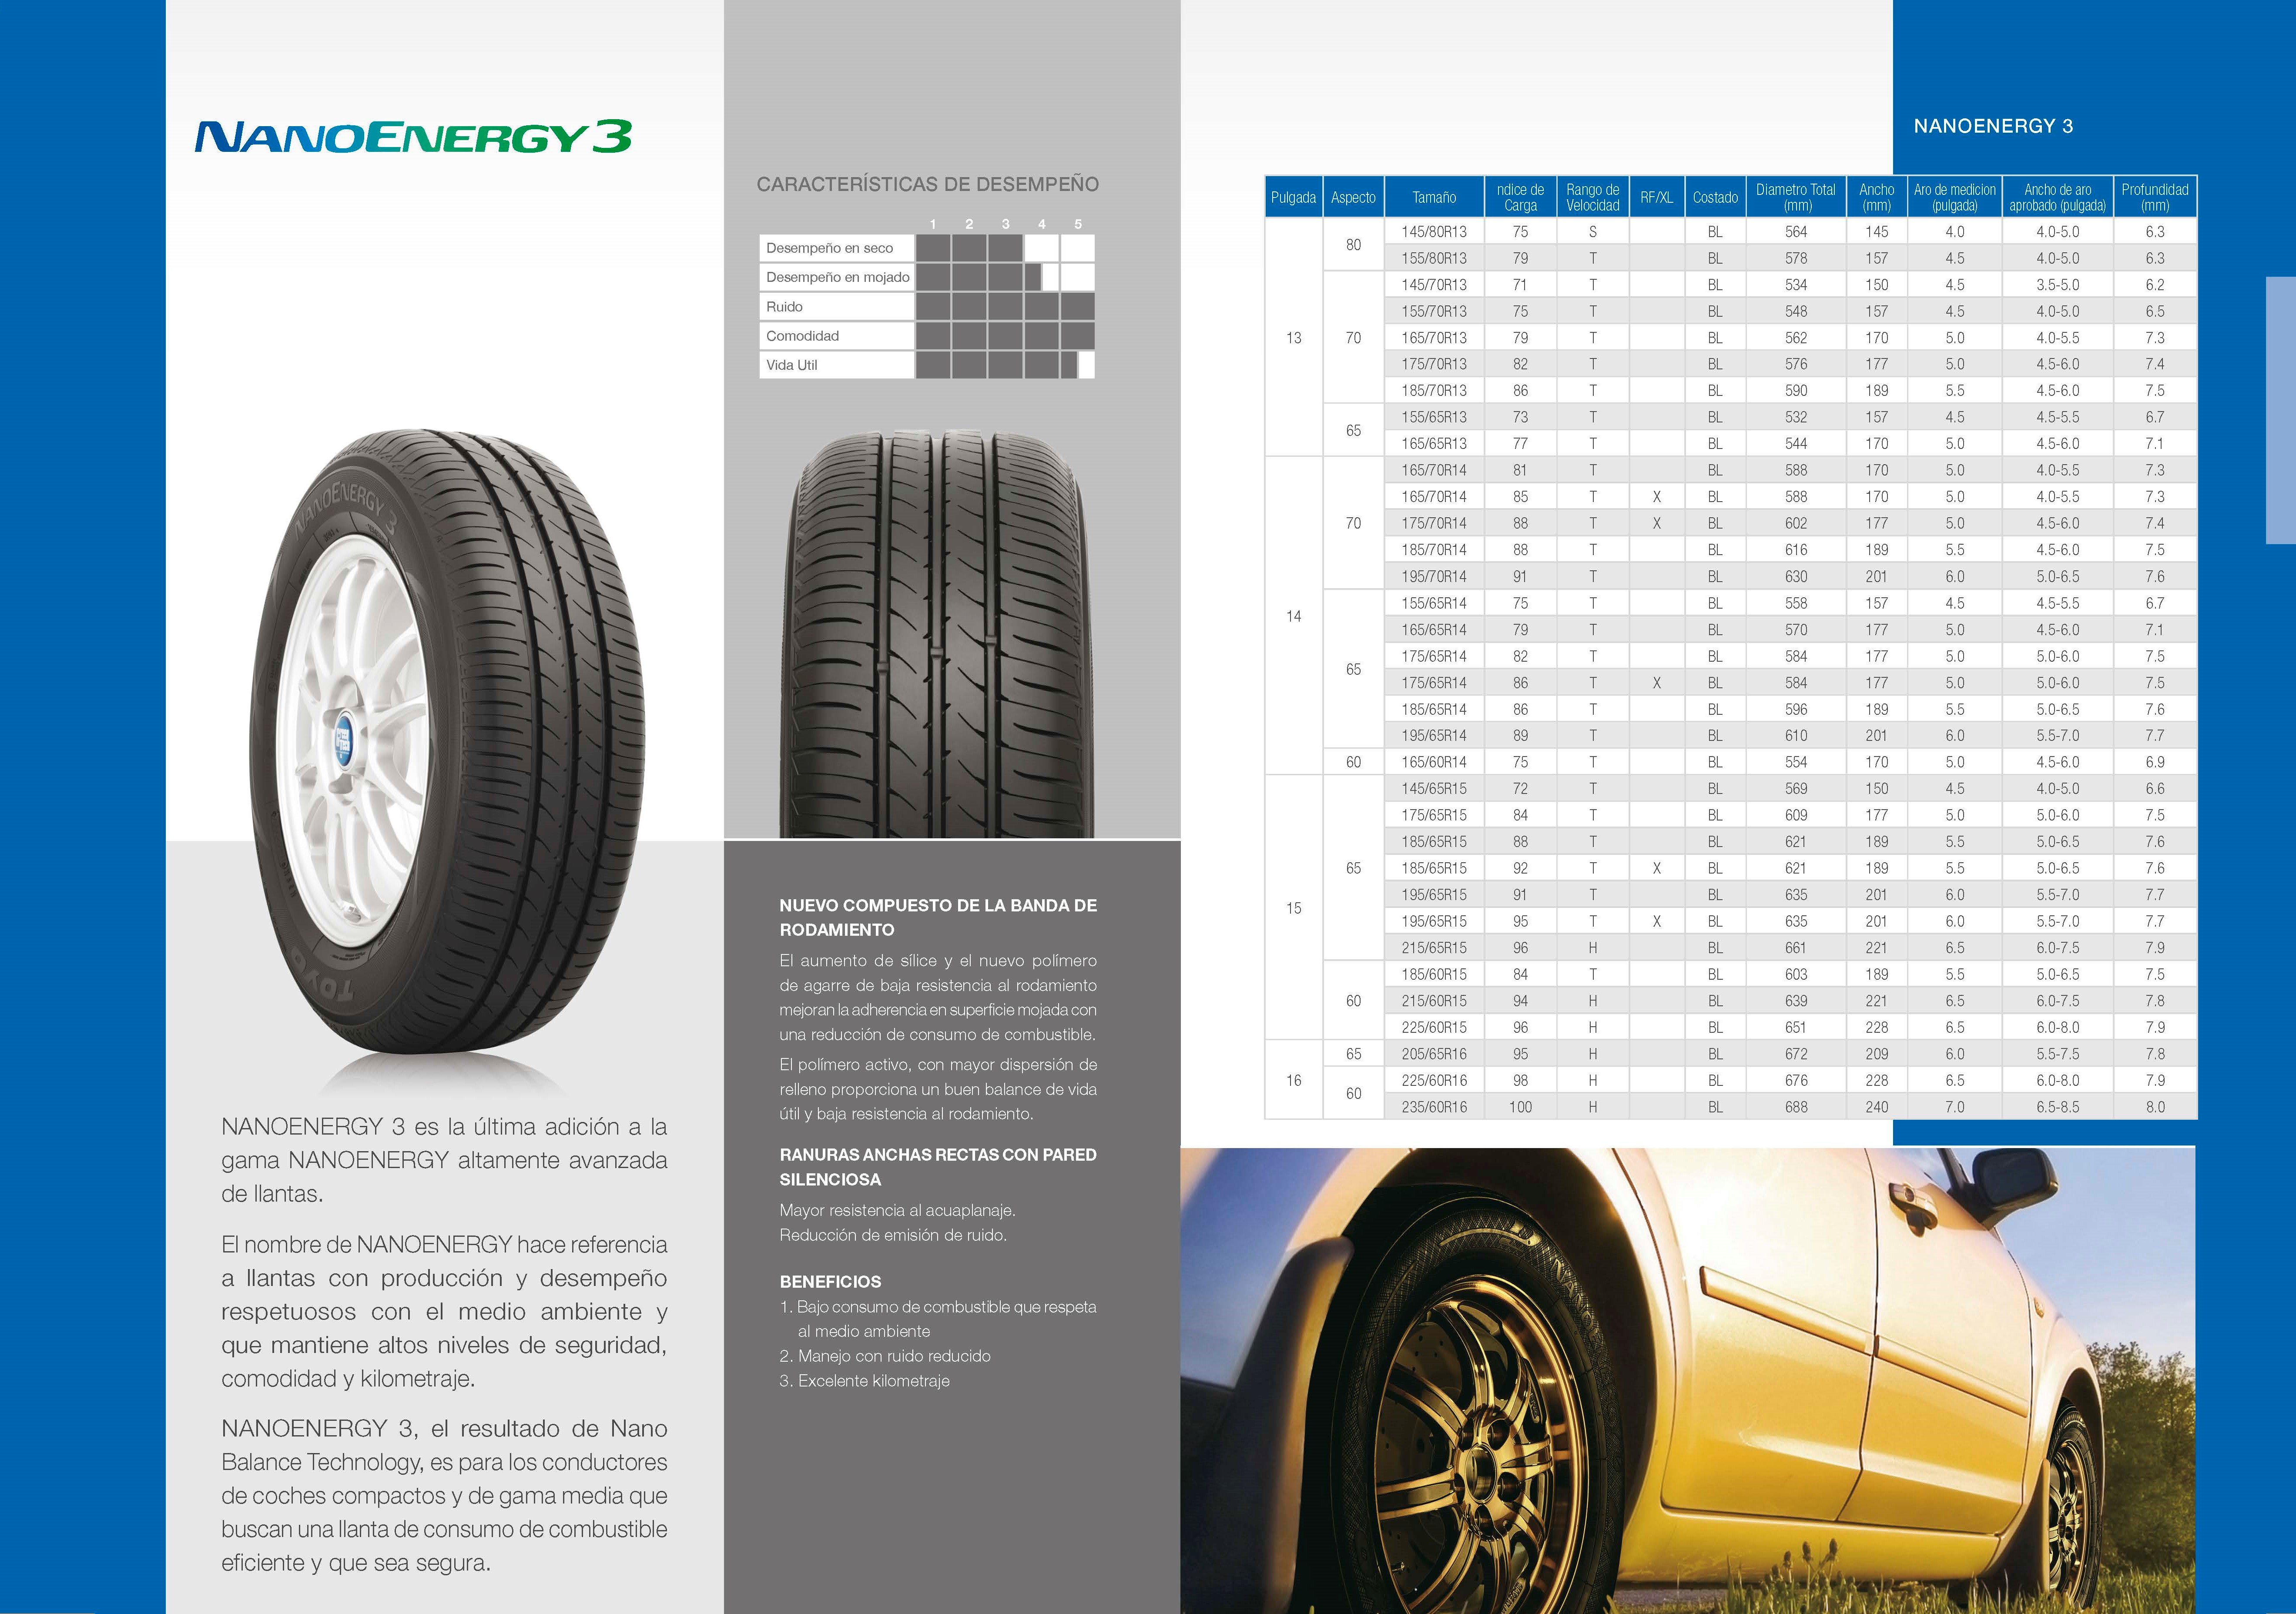 NANOENERGY 3
CARACTERÍSTICAS DE DESEMPEÑO
1 2 3 4 5
Desempeño en seco
Desempeño en mojado
Ruido
Comodidad
Vida Util
NANOENERGY 3
TOYO
NANOENERGY 3 es la última adición a la
gama NANOENERGY altamente avanzada
de llantas.
El nombre de NANOENERGY hace referencia
a llantas con producción y desempeño
respetuosos con el medio ambiente y
que mantiene altos niveles de seguridad,
comodidad y kilometraje.
NANOENERGY 3, el resultado de Nano
Balance Technology, es para los conductores
de coches compactos y de gama media que
buscan una llanta de consumo de combustible
eficiente y que sea segura.
NUEVO COMPUESTO DE LA BANDA DE
RODAMIENTO
El aumento de sílice y el nuevo polímero
de agarre de baja resistencia al rodamiento
mejoran la adherencia en superficie mojada con
una reducción de consumo de combustible.
El polímero activo, con mayor dispersión de
relleno proporciona un buen balance de vida
útil y baja resistencia al rodamiento.
RANURAS ANCHAS RECTAS CON PARED
SILENCIOSA
Mayor resistencia al acuaplanaje.
Reducción de emisión de ruido.
BENEFICIOS
1. Bajo consumo de combustible que respeta
al medio ambiente
2. Manejo con ruido reducido
3. Excelente kilometraje
NANOENERGY 3
Pulgada Aspecto Tamaño ndice de Carga Rango de Velocidad RF/XL Costado Diametro Total (mm) Ancho (mm) Aro de medicion (pulgada) Ancho de aro aprobado (pulgada) Profundidad (mm)
13 80 145/80R13 75 S BL 564 145 4.0 4.0-5.0 6.3
155/80R13 79 T BL 578 157 4.5 4.0-5.0 6.3
70 145/70R13 71 T BL 534 150 4.5 3.5-5.0 6.2
155/70R13 75 T BL 548 157 4.5 4.0-5.0 6.5
165/70R13 79 T BL 562 170 5.0 4.0-5.5 7.3
175/70R13 82 T BL 576 177 5.0 4.5-6.0 7.4
185/70R13 86 T BL 590 189 5.5 4.5-6.0 7.5
65 155/65R13 73 T BL 532 157 4.5 4.5-5.5 6.7
165/65R13 77 T BL 544 170 5.0 4.5-6.0 7.1
14 70 165/70R14 81 T BL 588 170 5.0 4.0-5.5 7.3
165/70R14 85 T X BL 588 170 5.0 4.0-5.5 7.3
175/70R14 88 T X BL 602 177 5.0 4.5-6.0 7.4
185/70R14 88 T BL 616 189 5.5 4.5-6.0 7.5
195/70R14 91 T BL 630 201 6.0 5.0-6.5 7.6
65 155/65R14 75 T BL 558 157 4.5 4.5-5.5 6.7
165/65R14 79 T BL 570 177 5.0 4.5-6.0 7.1
175/65R14 82 T BL 584 177 5.0 5.0-6.0 7.5
175/65R14 86 T X BL 584 177 5.0 5.0-6.0 7.5
185/65R14 86 T BL 596 189 5.5 5.0-6.5 7.6
195/65R14 89 T BL 610 201 6.0 5.5-7.0 7.7
60 165/60R14 75 T BL 554 170 5.0 4.5-6.0 6.9
15 65 145/65R15 72 T BL 569 150 4.5 4.0-5.0 6.6
175/65R15 84 T BL 609 177 5.0 5.0-6.0 7.5
185/65R15 88 T BL 621 189 5.5 5.0-6.5 7.6
185/65R15 92 T X BL 621 189 5.5 5.0-6.5 7.6
195/65R15 91 T BL 635 201 6.0 5.5-7.0 7.7
195/65R15 95 T X BL 635 201 6.0 5.5-7.0 7.7
215/65R15 96 H BL 661 221 6.5 6.0-7.5 7.9
60 185/60R15 84 T BL 603 189 5.5 5.0-6.5 7.5
215/60R15 94 H BL 639 221 6.5 6.0-7.5 7.8
225/60R15 96 H BL 651 228 6.5 6.0-8.0 7.9
16 65 205/65R16 95 H BL 672 209 6.0 5.5-7.5 7.8
60 225/60R16 98 H BL 676 228 6.5 6.0-8.0 7.9
235/60R16 100 H BL 688 240 7.0 6.5-8.5 8.0